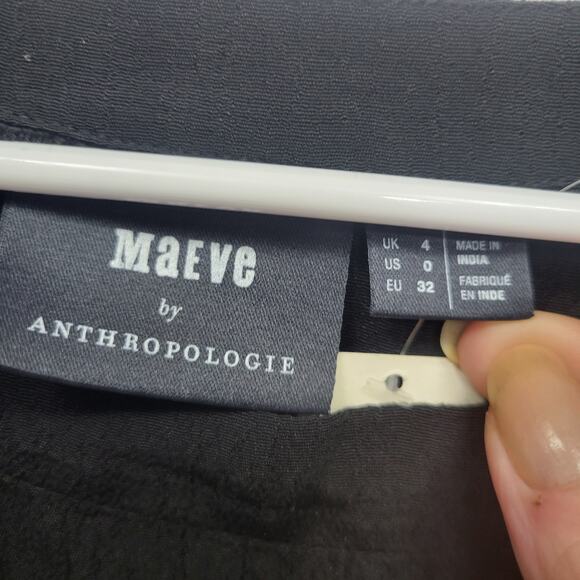 MaEVe
by
ANTHROPOLOGIE
UK 4
US 0
EU 32
MADE IN
INDIA
FABRIQUÉ
EN INDE